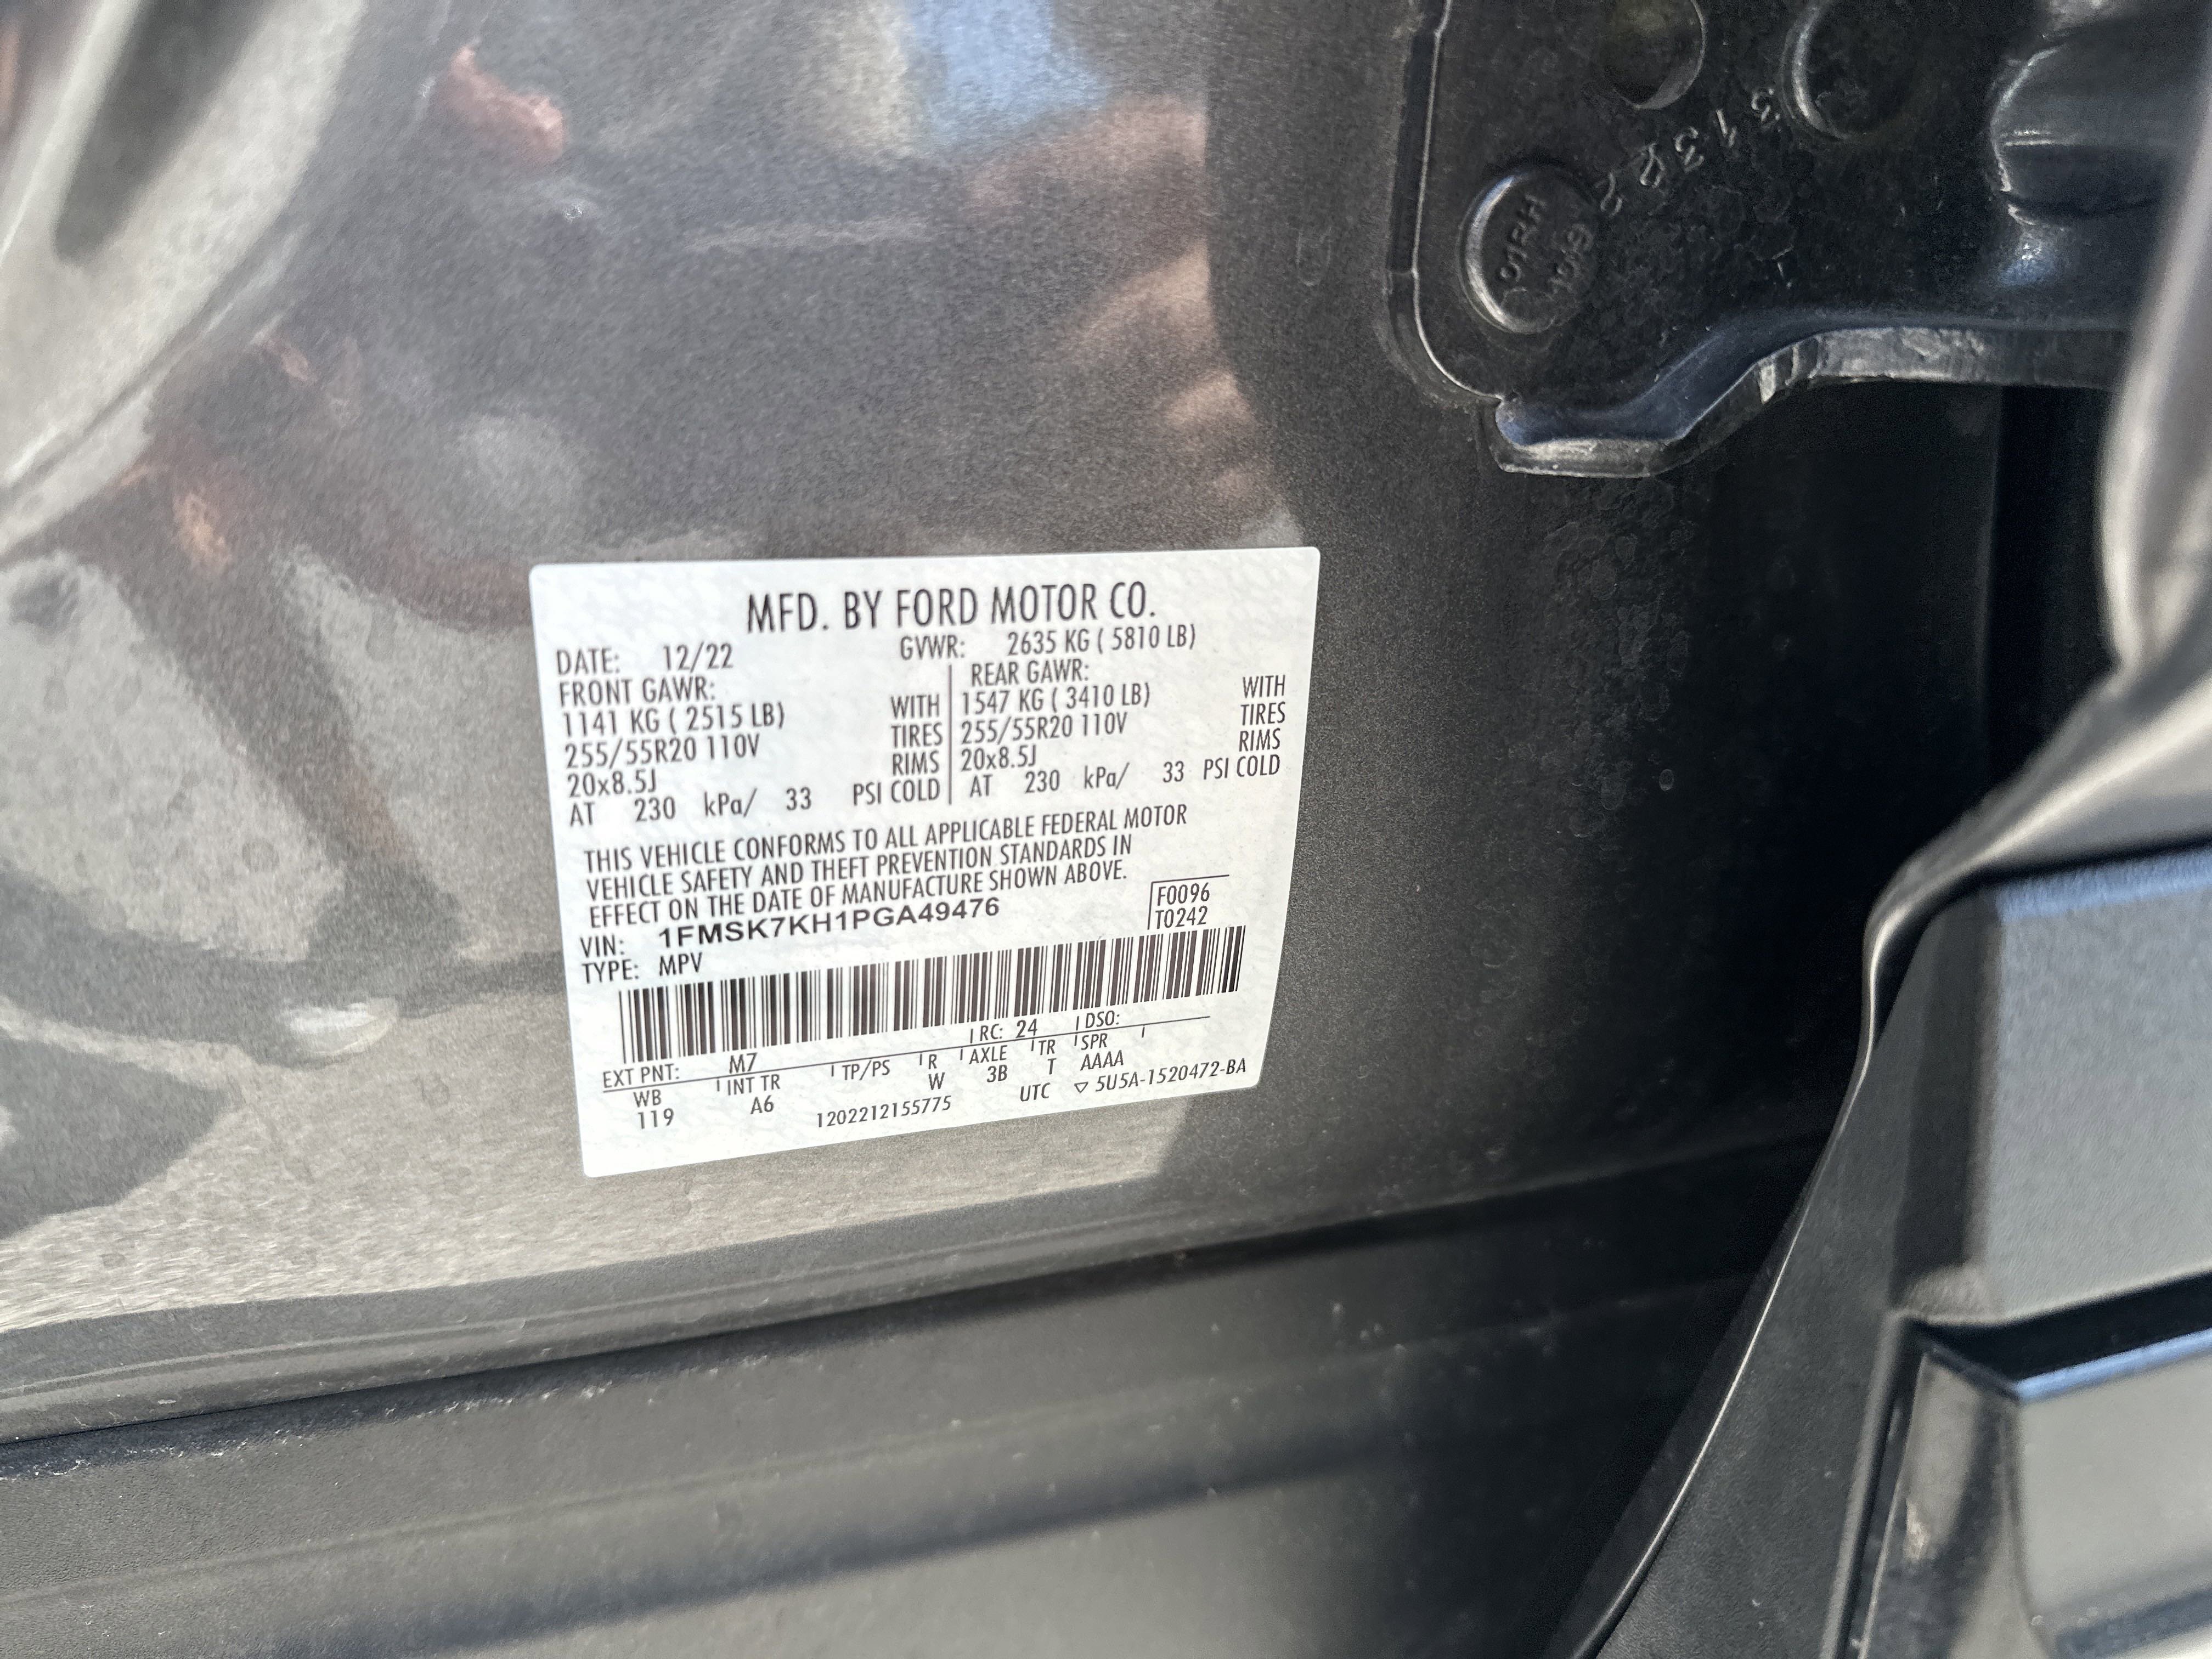 31382
01RH
MFD. BY FORD MOTOR CO.
DATE: 12/22 GVWR: 2635 KG ( 5810 LB)
FRONT GAWR: REAR GAWR:
1141 KG ( 2515 LB) WITH 1547 KG ( 3410 LB) WITH
255/55R20 110V TIRES 255/55R20 110V TIRES
20x8.5J RIMS 20x8.5J RIMS
AT 230 kPa/ 33 PSI COLD AT 230 kPa/ 33 PSI COLD
THIS VEHICLE CONFORMS TO ALL APPLICABLE FEDERAL MOTOR
VEHICLE SAFETY AND THEFT PREVENTION STANDARDS IN
EFFECT ON THE DATE OF MANUFACTURE SHOWN ABOVE.
F0096
VIN: 1FMSK7KH1PGA49476 T0242
TYPE: MPV
EXT PNT: M7 RC: 24 DSO:
WB INT TR TP/PS R AXLE TR SPR
119 A6 W 3B T AAAA
1202212155775 UTC ▽ 5U5A-1520472-BA